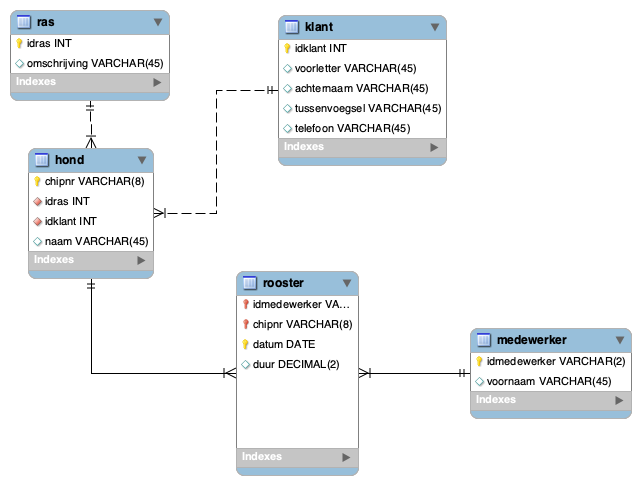 ras
idras INT
omschrijving VARCHAR(45)
Indexes
klant
idklant INT
voorletter VARCHAR(45)
achternaam VARCHAR(45)
tussenvoegsel VARCHAR(45)
telefoon VARCHAR(45)
Indexes
hond
chipnr VARCHAR(8)
idras INT
idklant INT
naam VARCHAR(45)
Indexes
rooster
idmedewerker VA...
chipnr VARCHAR(8)
datum DATE
duur DECIMAL(2)
Indexes
medewerker
idmedewerker VARCHAR(2)
voornaam VARCHAR(45)
Indexes